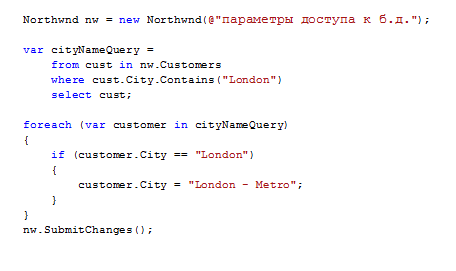 Northwnd nw = new Northwnd(@"параметры доступа к б.д.");
var cityNameQuery =
from cust in nw.Customers
where cust.City.Contains("London")
select cust;
foreach (var customer in cityNameQuery)
{
if (customer.City == "London")
{
customer.City = "London - Metro";
}
}
nw.SubmitChanges();